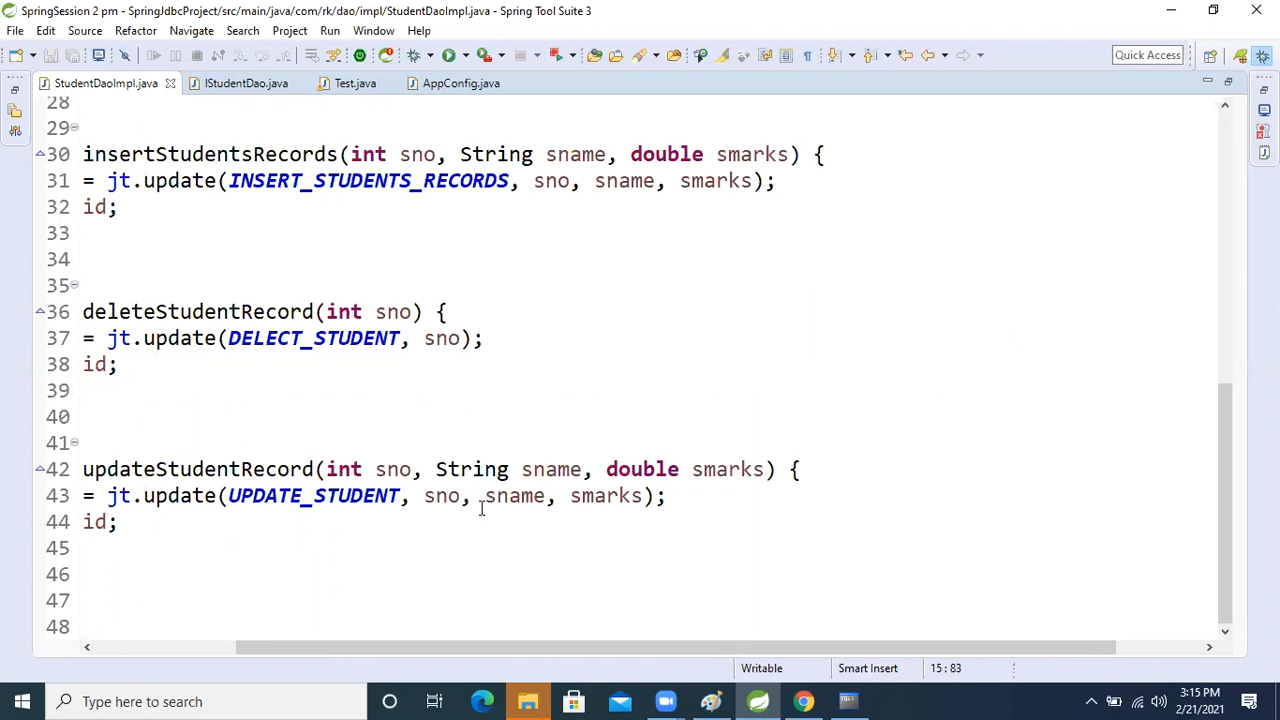 SpringSession 2 pm - SpringJdbcProject/src/main/java/com/rk/dao/impl/StudentDaoImpl.java - Spring Tool Suite 3
File Edit Source Refactor Navigate Search Project Run Window Help
Quick Access
StudentDaoImpl.java IStudentDao.java Test.java AppConfig.java
28
29
30 insertStudentsRecords(int sno, String sname, double smarks) {
31 = jt.update(INSERT_STUDENTS_RECORDS, sno, sname, smarks);
32 id;
33
34
35
36 deleteStudentRecord(int sno) {
37 = jt.update(DELECT_STUDENT, sno);
38 id;
39
40
41
42 updateStudentRecord(int sno, String sname, double smarks) {
43 = jt.update(UPDATE_STUDENT, sno, sname, smarks);
44 id;
45
46
47
48
Writable Smart Insert 15 : 83
Type here to search
3:15 PM
2/21/2021